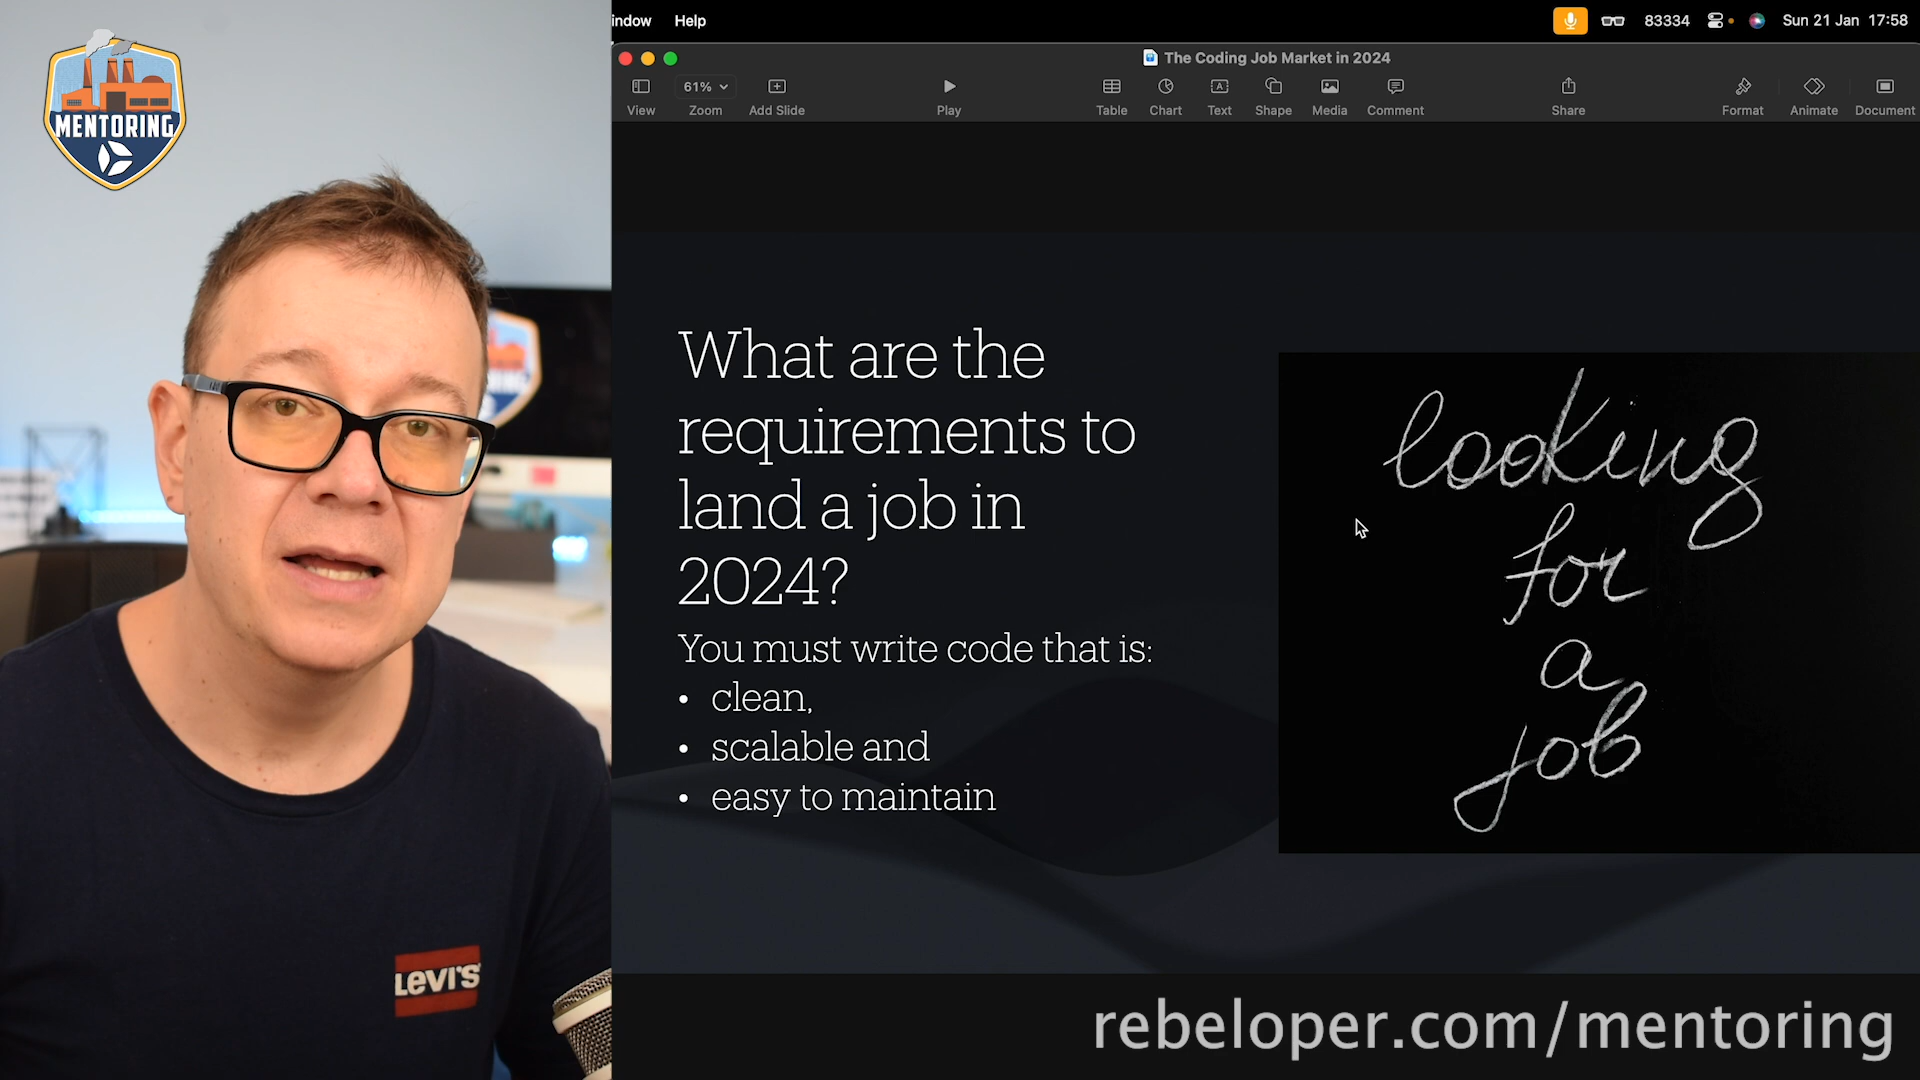 MENTORING
indow Help
83334 Sun 21 Jan 17:58
The Coding Job Market in 2024
61%
View Zoom Add Slide Play Table Chart Text Shape Media Comment Share Format Animate Document
What are the
requirements to
land a job in
2024?
You must write code that is:
• clean,
• scalable and
• easy to maintain
looking
for
a
job
LEVI'S
rebeloper.com/mentoring